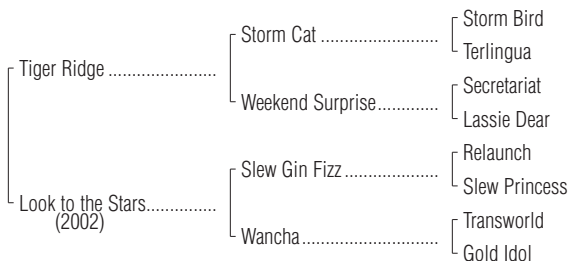 Storm Bird
Storm Cat ........................
Terlingua
Tiger Ridge ......................
Secretariat
Weekend Surprise.............
Lassie Dear
Relaunch
Slew Gin Fizz ...................
Slew Princess
Look to the Stars..............
(2002)
Transworld
Wancha............................
Gold Idol